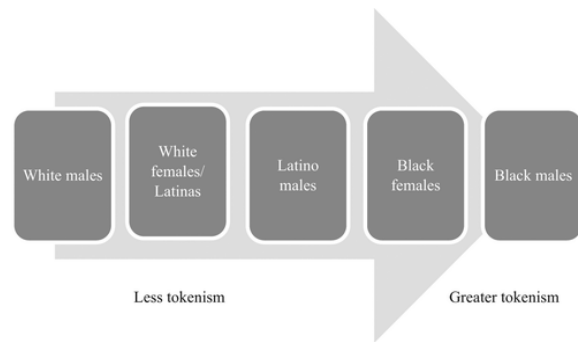 White males
White
females/
Latinas
Latino
males
Black
females
Black males
Less tokenism
Greater tokenism